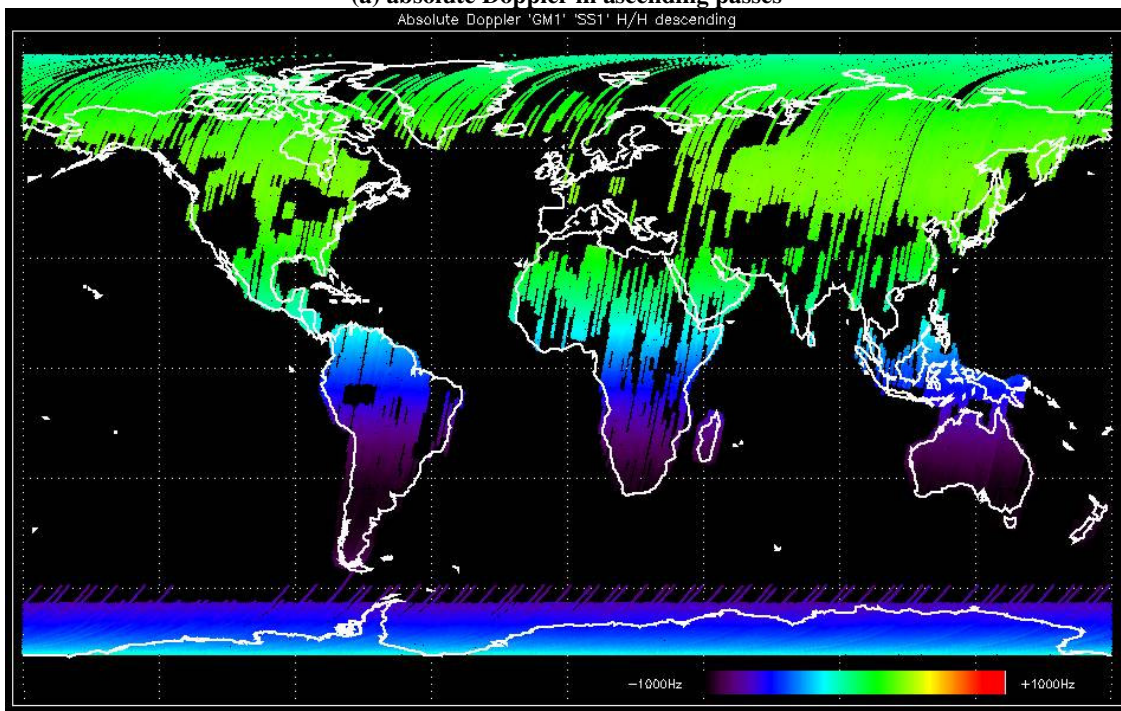 (a) absolute Doppler in ascending passes
Absolute Doppler 'GM1' 'SS1' H/H descending
−1000Hz +1000Hz